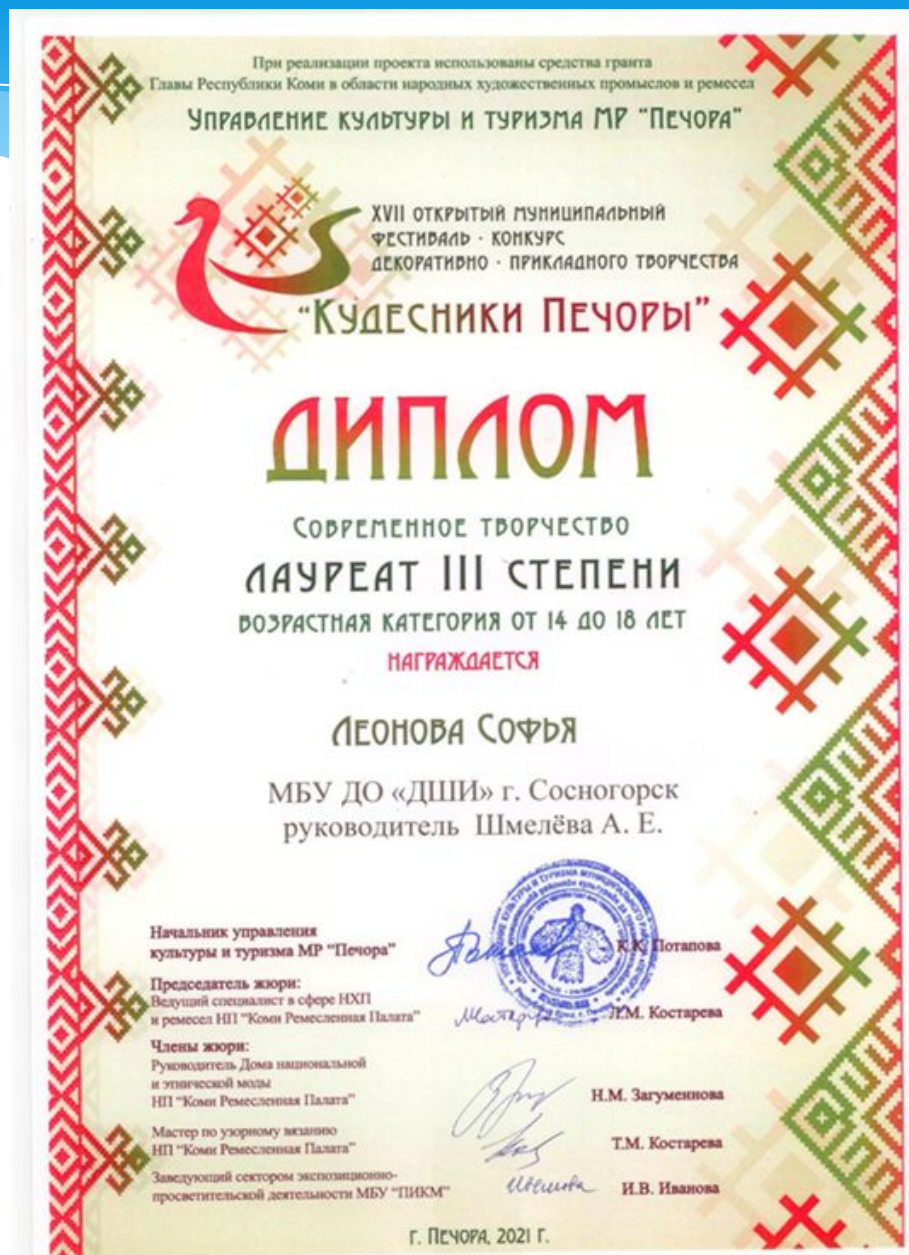 При реализации проекта использованы средства гранта
Главы Республики Коми в области народных художественных промыслов и ремесел
Управление культуры и туризма МР "Печора"
XVII открытый муниципальный
фестиваль - конкурс
декоративно - прикладного творчества
"Кудесники Печоры"
ДИПЛОМ
Современное творчество
лауреат III степени
возрастная категория от 14 до 18 лет
награждается
Леонова Софья
МБУ ДО «ДШИ» г. Сосногорск
руководитель Шмелёва А. Е.
Начальник управления
культуры и туризма МР "Печора"
К.К. Потапова
Председатель жюри:
Ведущий специалист в сфере НХП
и ремесел НП "Коми Ремесленная Палата"
Л.М. Костарева
Члены жюри:
Руководитель Дома национальной
и этнической моды
НП "Коми Ремесленная Палата"
Н.М. Загуменнова
Мастер по узорному вязанию
НП "Коми Ремесленная Палата"
Т.М. Костарева
Заведующий сектором экспозиционно-
просветительской деятельности МБУ "ПИКМ"
И.В. Иванова
г. Печора, 2021 г.